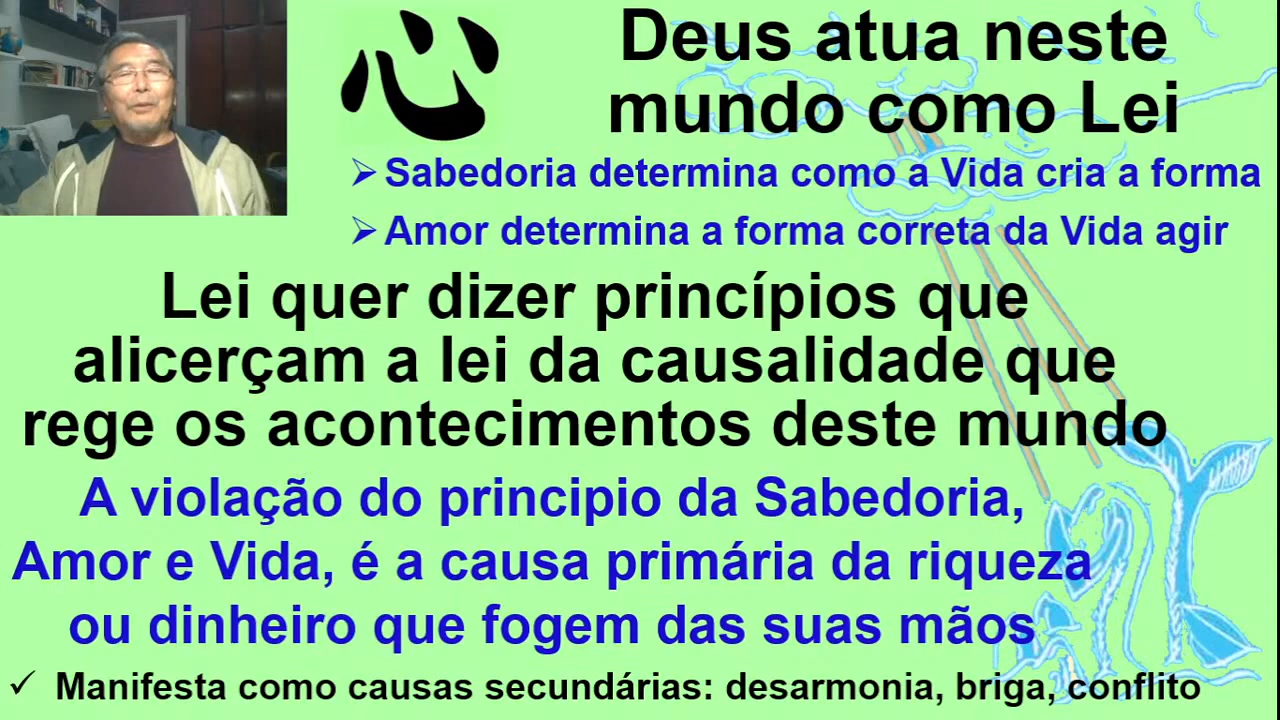 心
Deus atua neste
mundo como Lei
➢ Sabedoria determina como a Vida cria a forma
➢ Amor determina a forma correta da Vida agir
Lei quer dizer princípios que
alicerçam a lei da causalidade que
rege os acontecimentos deste mundo
A violação do principio da Sabedoria,
Amor e Vida, é a causa primária da riqueza
ou dinheiro que fogem das suas mãos
✓ Manifesta como causas secundárias: desarmonia, briga, conflito